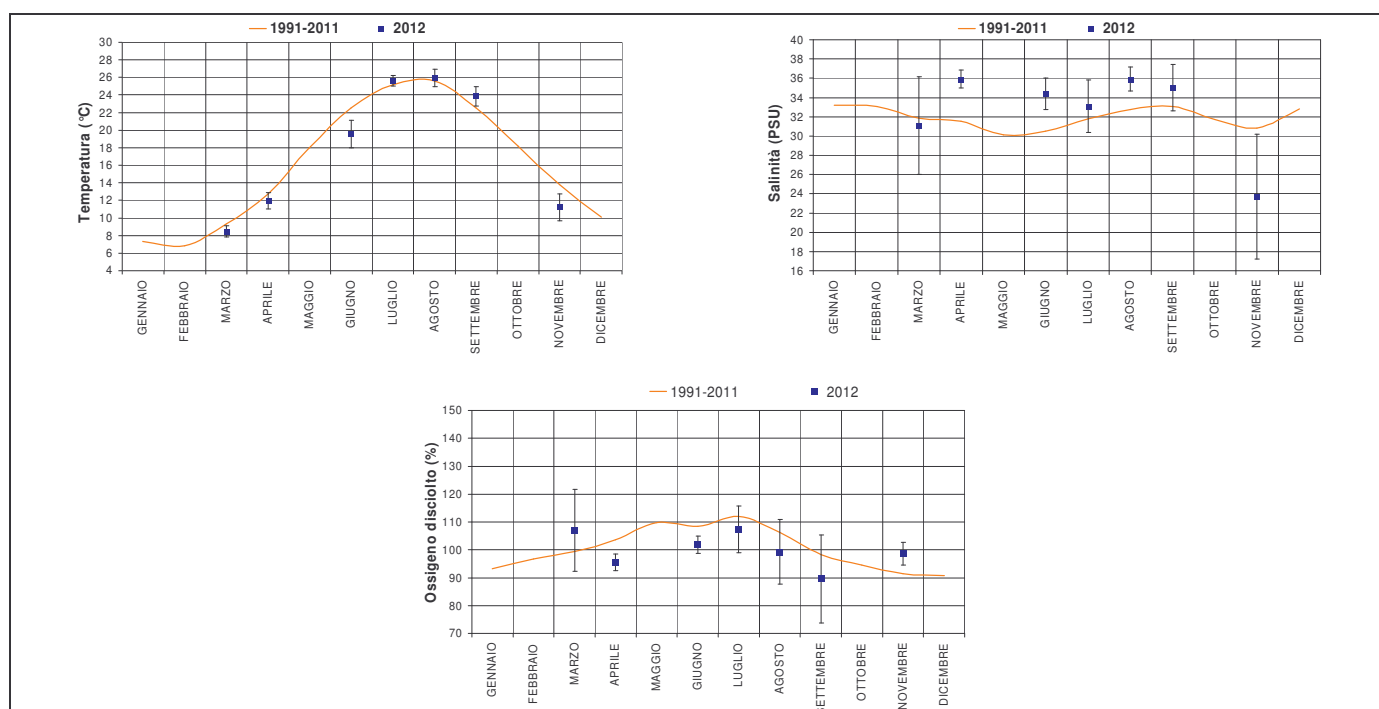 1991-2011 2012
Temperatura (°C)
30
28
26
24
22
20
18
16
14
12
10
8
6
4
GENNAIO
FEBBRAIO
MARZO
APRILE
MAGGIO
GIUGNO
LUGLIO
AGOSTO
SETTEMBRE
OTTOBRE
NOVEMBRE
DICEMBRE
1991-2011 2012
Salinità (PSU)
40
38
36
34
32
30
28
26
24
22
20
18
16
GENNAIO
FEBBRAIO
MARZO
APRILE
MAGGIO
GIUGNO
LUGLIO
AGOSTO
SETTEMBRE
OTTOBRE
NOVEMBRE
DICEMBRE
1991-2011 2012
Ossigeno disciolto (%)
150
140
130
120
110
100
90
80
70
GENNAIO
FEBBRAIO
MARZO
APRILE
MAGGIO
GIUGNO
LUGLIO
AGOSTO
SETTEMBRE
OTTOBRE
NOVEMBRE
DICEMBRE